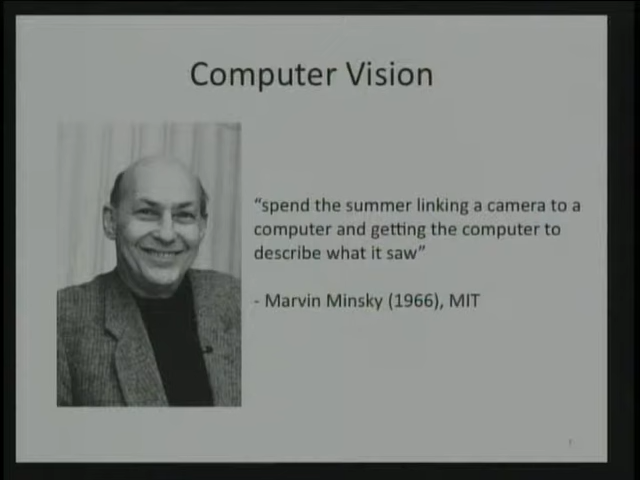 Computer Vision
“spend the summer linking a camera to a
computer and getting the computer to
describe what it saw”
- Marvin Minsky (1966), MIT